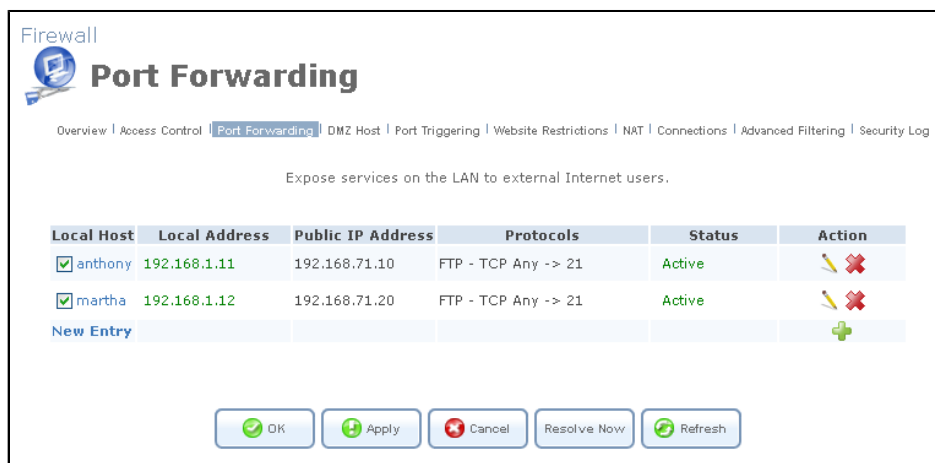 Firewall
Port Forwarding
Overview | Access Control | Port Forwarding | DMZ Host | Port Triggering | Website Restrictions | NAT | Connections | Advanced Filtering | Security Log
Expose services on the LAN to external Internet users.
Local Host Local Address Public IP Address Protocols Status Action
anthony 192.168.1.11 192.168.71.10 FTP - TCP Any -> 21 Active
martha 192.168.1.12 192.168.71.20 FTP - TCP Any -> 21 Active
New Entry
OK Apply Cancel Resolve Now Refresh